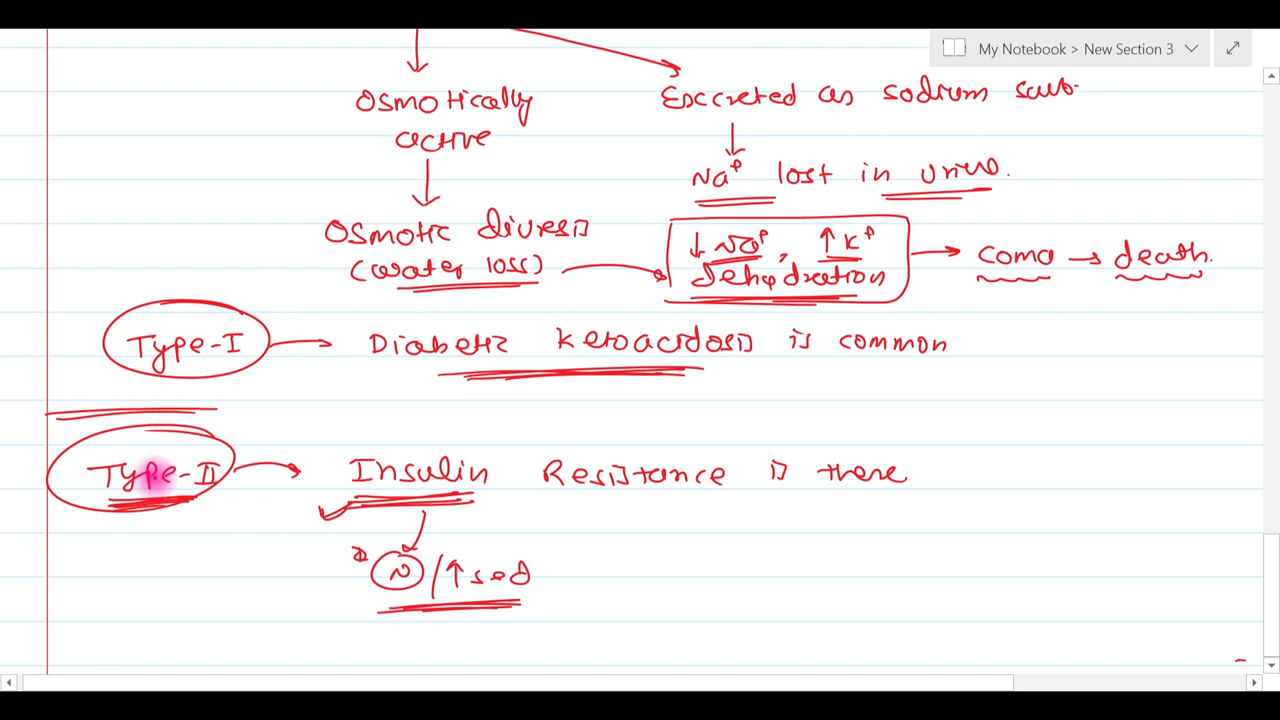 My Notebook > New Section 3
Osmotically
active
Excreted as sodium salt
Na+ lost in urine.
Osmotic diuresis
(water loss)
↓ Na+, ↑ K+
dehydration
→ coma → death.
Type-I → Diabetic ketoacidosis is common
Type-II → Insulin Resistance is there
N/↑sed